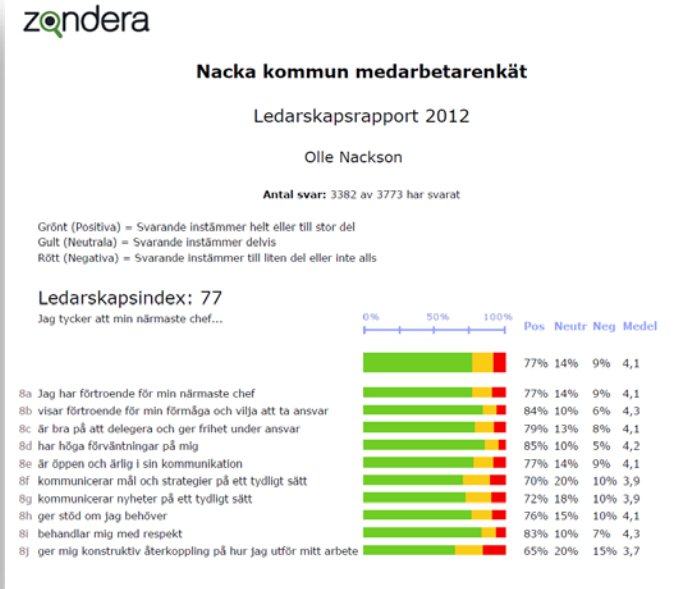 zondera
Nacka kommun medarbetarenkät
Ledarskapsrapport 2012
Olle Nackson
Antal svar: 3382 av 3773 har svarat
Grönt (Positiva) = Svarande instämmer helt eller till stor del
Gult (Neutrala) = Svarande instämmer delvis
Rött (Negativa) = Svarande instämmer till liten del eller inte alls
Ledarskapsindex: 77
Jag tycker att min närmaste chef...
0% 50% 100% Pos Neutr Neg Medel
77% 14% 9% 4,1
8a Jag har förtroende för min närmaste chef 77% 14% 9% 4,1
8b visar förtroende för min förmåga och vilja att ta ansvar 84% 10% 6% 4,3
8c är bra på att delegera och ger frihet under ansvar 79% 13% 8% 4,1
8d har höga förväntningar på mig 85% 10% 5% 4,2
8e är öppen och ärlig i sin kommunikation 77% 14% 9% 4,1
8f kommunicerar mål och strategier på ett tydligt sätt 70% 20% 10% 3,9
8g kommunicerar nyheter på ett tydligt sätt 72% 18% 10% 3,9
8h ger stöd om jag behöver 76% 15% 10% 4,1
8i behandlar mig med respekt 83% 10% 7% 4,3
8j ger mig konstruktiv återkoppling på hur jag utför mitt arbete 65% 20% 15% 3,7